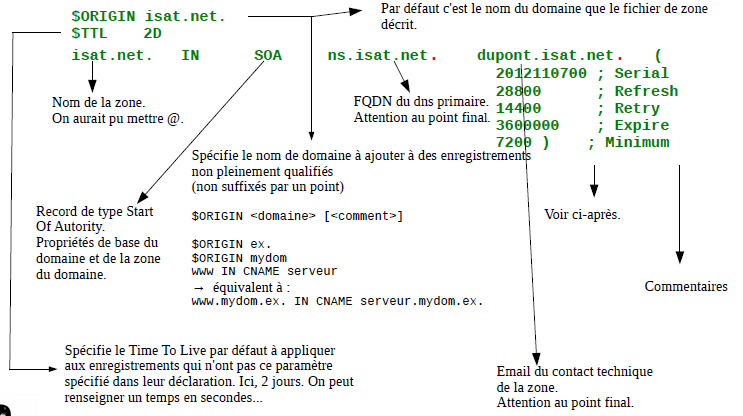 $ORIGIN isat.net.
Par défaut c'est le nom du domaine que le fichier de zone
décrit.
$TTL 2D
isat.net. IN SOA ns.isat.net. dupont.isat.net. (
2012110700 ; Serial
28800 ; Refresh
14400 ; Retry
3600000 ; Expire
7200 ) ; Minimum
Nom de la zone.
On aurait pu mettre @.
FQDN du dns primaire.
Attention au point final.
Spécifie le nom de domaine à ajouter à des enregistrements
non pleinement qualifiés
(non suffixés par un point)
$ORIGIN <domaine> [<comment>]
$ORIGIN ex.
$ORIGIN mydom
www IN CNAME serveur
→ équivalent à :
www.mydom.ex. IN CNAME serveur.mydom.ex.
Record de type Start
Of Autority.
Propriétés de base du
domaine et de la zone
du domaine.
Voir ci-après.
Commentaires
Spécifie le Time To Live par défaut à appliquer
aux enregistrements qui n'ont pas ce paramètre
spécifié dans leur déclaration. Ici, 2 jours. On peut
renseigner un temps en secondes...
Email du contact technique
de la zone.
Attention au point final.